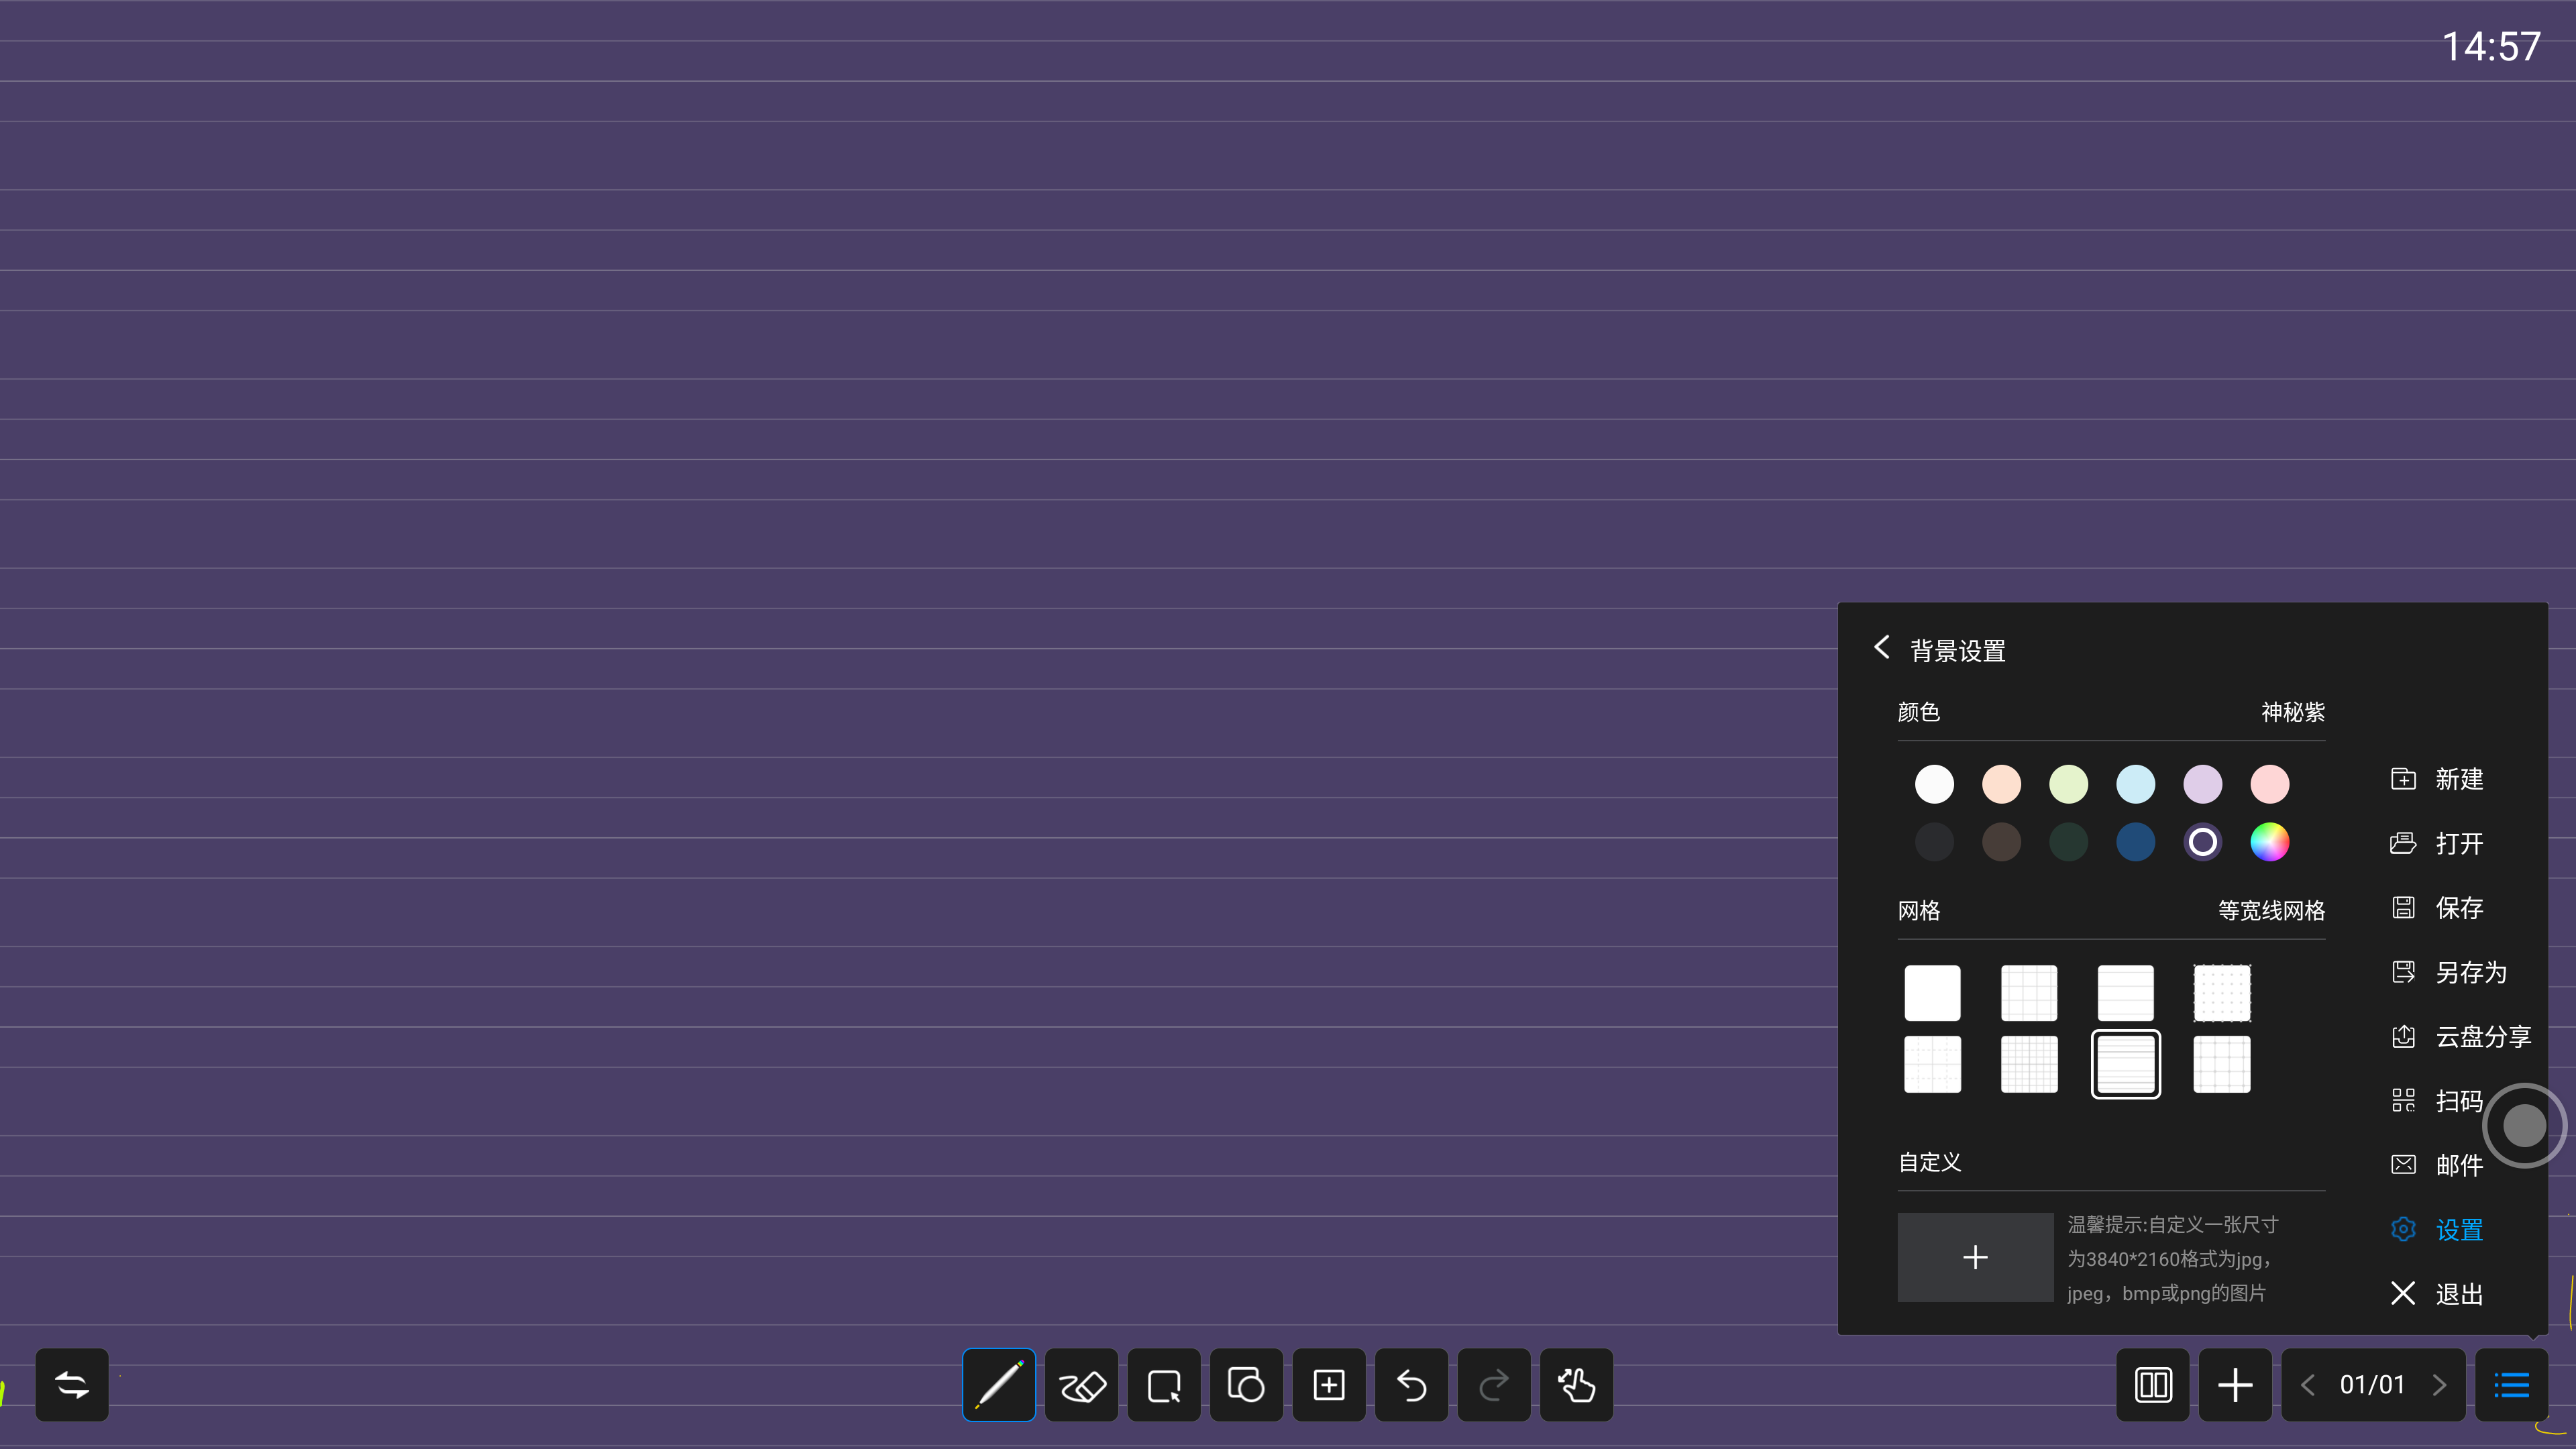 14:57
背景设置
颜色 神秘紫
网格 等宽线网格
自定义
温馨提示:自定义一张尺寸
为3840*2160格式为jpg，
jpeg，bmp或png的图片
新建
打开
保存
另存为
云盘分享
扫码
邮件
设置
退出
01/01